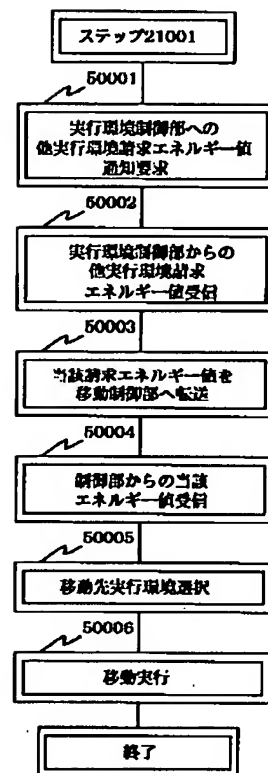 ステップ21001
50001
実行環境制御部への
他実行環境請求エネルギー値
通知要求
50002
実行環境制御部からの
他実行環境請求
エネルギー値受信
50003
当該請求エネルギー値を
移動制御部へ転送
50004
制御部からの当該
エネルギー値受信
50005
移動先実行環境選択
50006
移動実行
終了